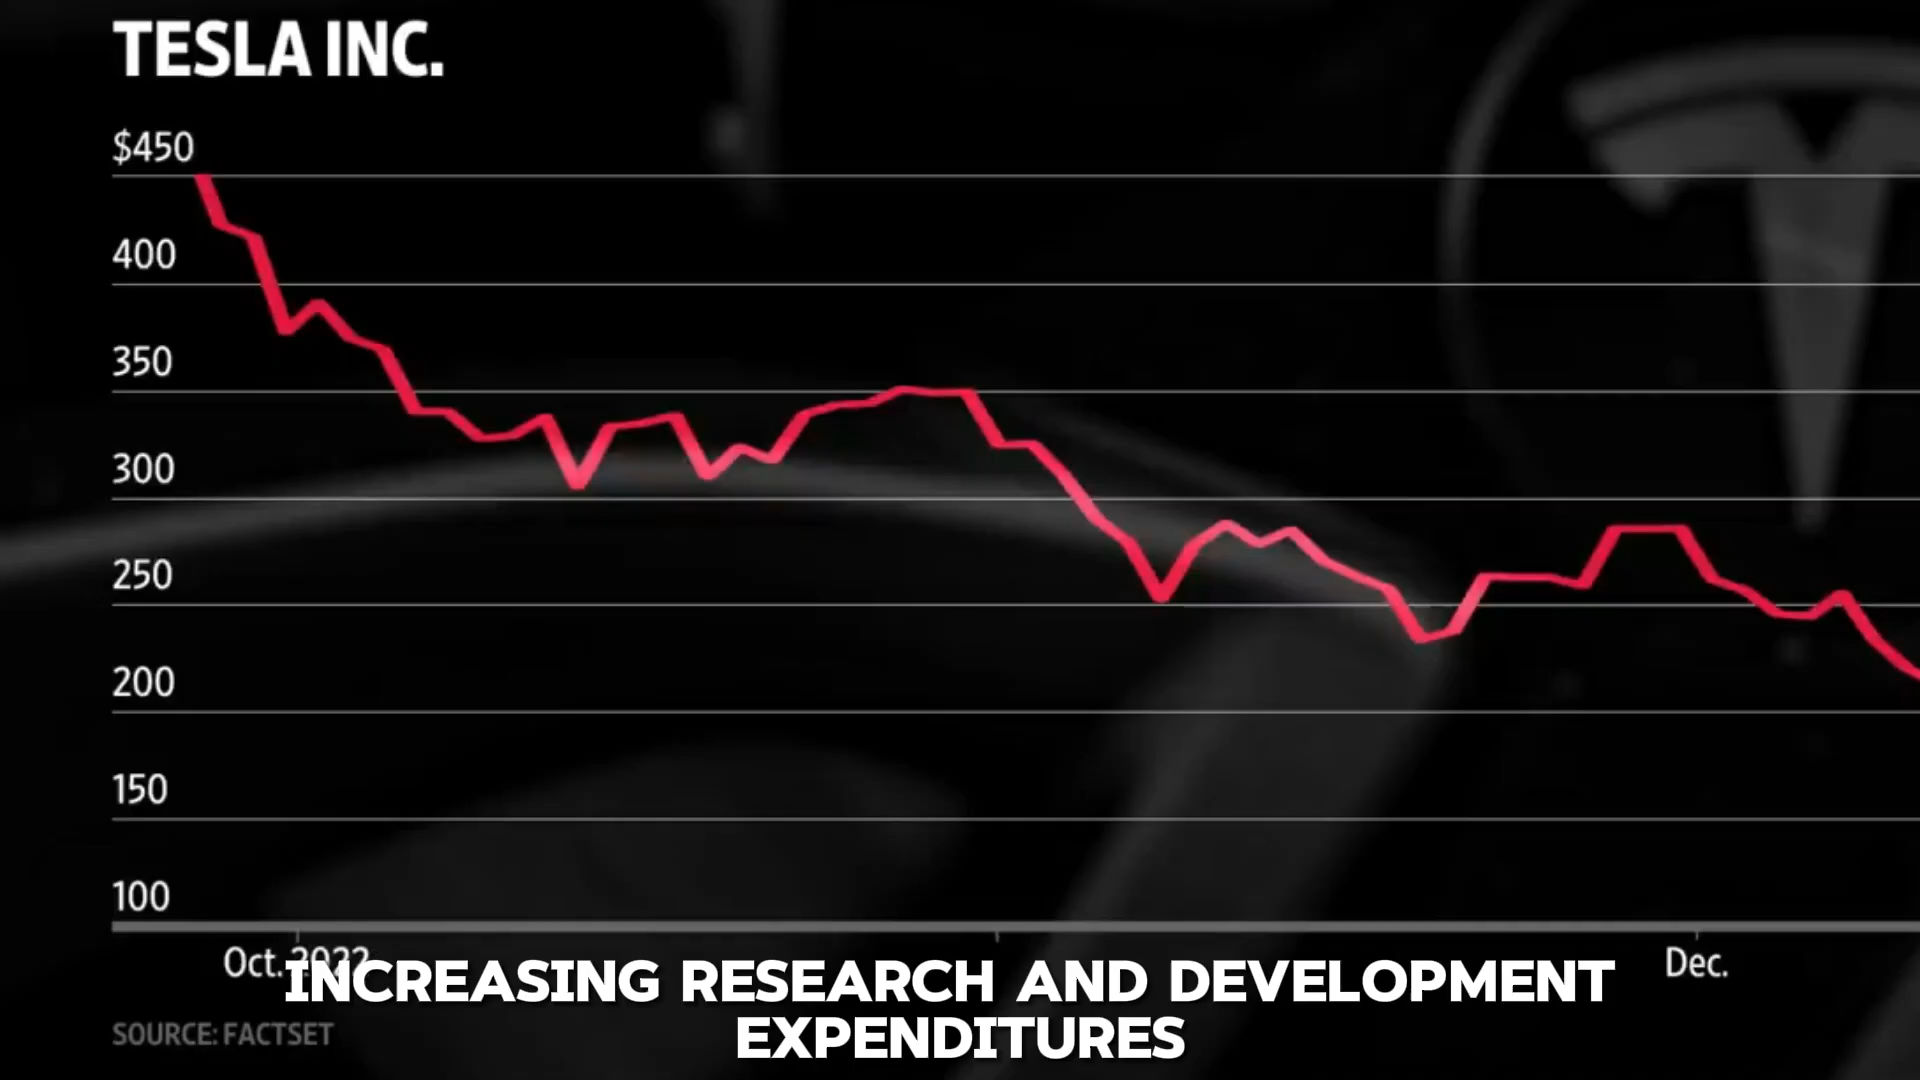 TESLA INC.
$450
400
350
300
250
200
150
100
Oct. 2022
Dec.
INCREASING RESEARCH AND DEVELOPMENT
EXPENDITURES
SOURCE: FACTSET